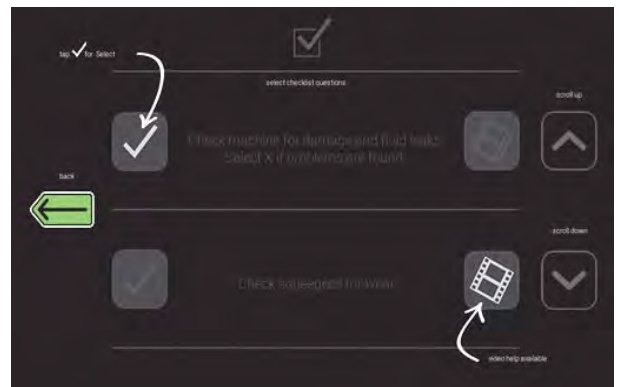 tap ✓ for Select
select checklist questions
scroll up
Check machine for damage and fluid leaks.
Select X if problems are found.
back
scroll down
Check squeegees for wear.
video help available